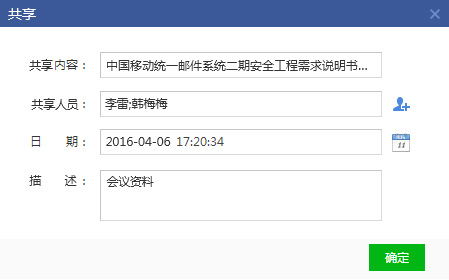 共享
共享内容： 中国移动统一邮件系统二期安全工程需求说明书...
共享人员： 李雷;韩梅梅
日 期： 2016-04-06 17:20:34
11
描 述： 会议资料
确定